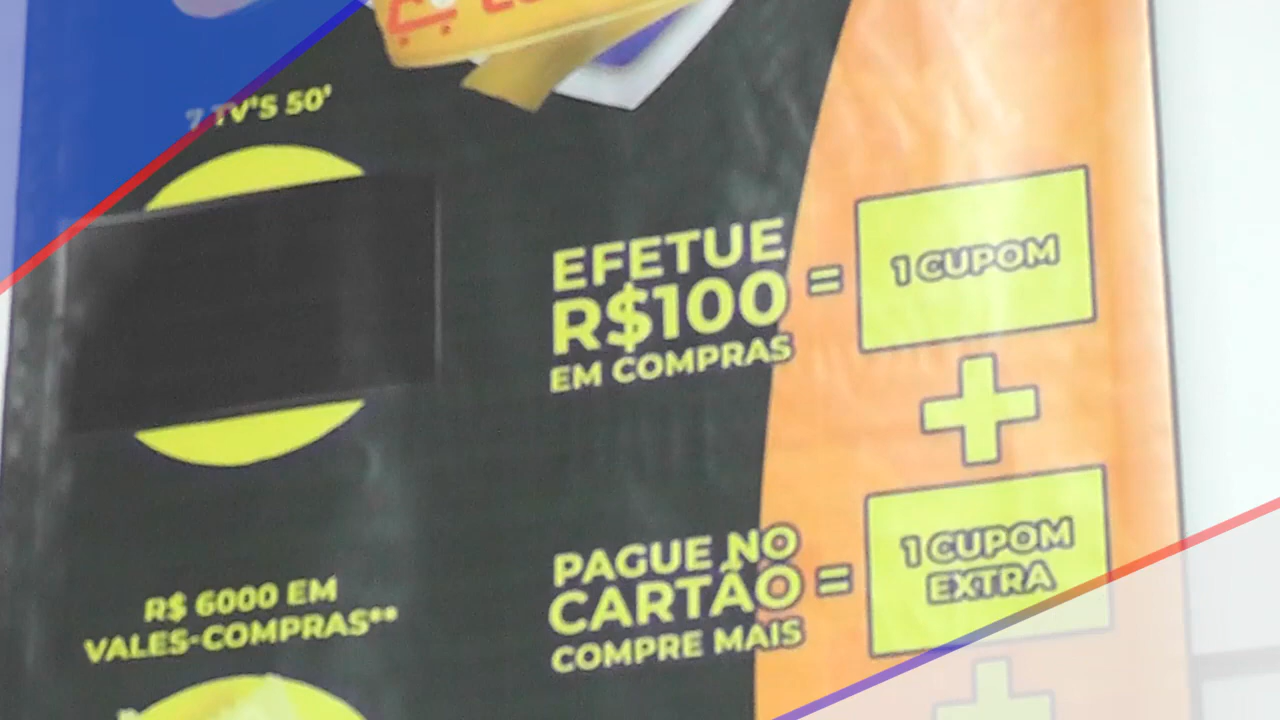 7 TV'S 50'
EFETUE
R$100
EM COMPRAS
=
1 CUPOM
+
PAGUE NO
CARTÃO
COMPRE MAIS
=
1 CUPOM
EXTRA
+
R$ 6000 EM
VALES-COMPRAS**